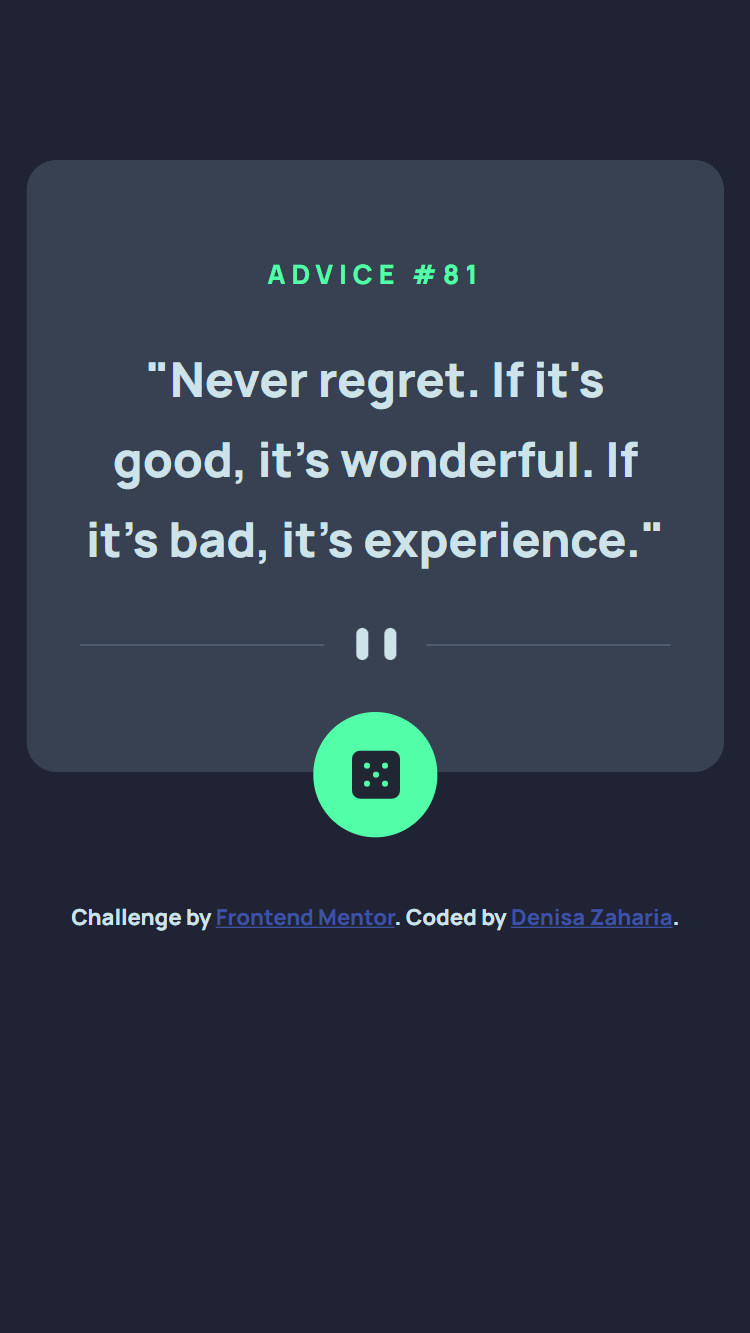 ADVICE #81
"Never regret. If it's
good, it’s wonderful. If
it’s bad, it’s experience."
Challenge by Frontend Mentor. Coded by Denisa Zaharia.